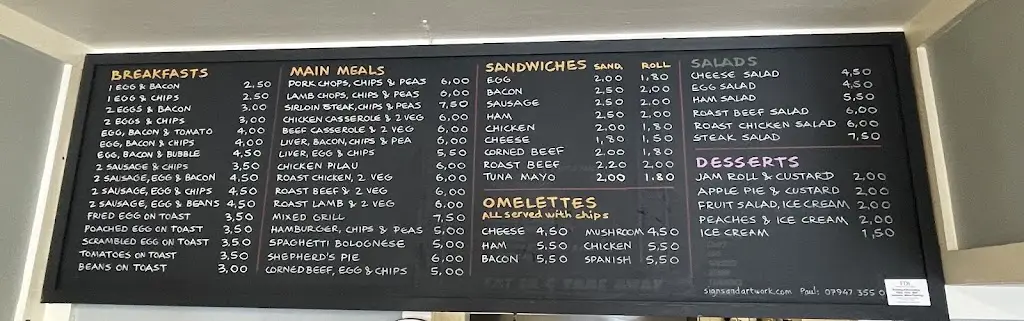 BREAKFASTS
1 EGG & BACON 2.50
1 EGG & CHIPS 2.50
2 EGGS & BACON 3,00
2 EGGS & CHIPS 3,00
EGG, BACON & TOMATO 4,00
EGG, BACON & CHIPS 4,00
EGG, BACON & BUBBLE 4,50
2 SAUSAGE & CHIPS 3,50
2 SAUSAGE, EGG & BACON 4,50
2 SAUSAGE, EGG & CHIPS 4,50
2 SAUSAGE, EGG & BEANS 4,50
FRIED EGG ON TOAST 3,50
POACHED EGG ON TOAST 3,50
SCRAMBLED EGG ON TOAST 3,50
TOMATOES ON TOAST 3,50
BEANS ON TOAST 3,00
MAIN MEALS
PORK CHOPS, CHIPS & PEAS 6,00
LAMB CHOPS, CHIPS & PEAS 6,00
SIRLOIN STEAK, CHIPS & PEAS 7,50
CHICKEN CASSEROLE & 2 VEG 6,00
BEEF CASSEROLE & 2 VEG 6,00
LIVER, BACON, CHIPS & PEA 6,00
LIVER, EGG & CHIPS 5,50
CHICKEN PILAU 5,00
ROAST CHICKEN, 2 VEG 6,00
ROAST BEEF & 2 VEG 6,00
ROAST LAMB & 2 VEG 6,00
MIXED GRILL 7,50
HAMBURGER, CHIPS & PEAS 5,00
SPAGHETTI BOLOGNESE 5,00
SHEPHERD'S PIE 6,00
CORNED BEEF, EGG & CHIPS 5,00
SANDWICHES SAND. ROLL
EGG 2,00 1,80
BACON 2,50 2,00
SAUSAGE 2,50 2,00
HAM 2,50 2,00
CHICKEN 2,00 1,80
CHEESE 1,80 1,50
CORNED BEEF 2,00 1,80
ROAST BEEF 2,20 2,00
TUNA MAYO 2,00 1.80
OMELETTES
ALL served with chips
CHEESE 4,50 MUSHROOM 4,50
HAM 5,50 CHICKEN 5,50
BACON 5,50 SPANISH 5,50
SALADS
CHEESE SALAD 4,50
EGG SALAD 4,50
HAM SALAD 5,50
ROAST BEEF SALAD 6,00
ROAST CHICKEN SALAD 6,00
STEAK SALAD 7,50
DESSERTS
JAM ROLL & CUSTARD 2,00
APPLE PIE & CUSTARD 2,00
FRUIT SALAD, ICE CREAM 2,00
PEACHES & ICE CREAM 2,00
ICE CREAM 1,50
signsandartwork.com Paul: 07947 355 0